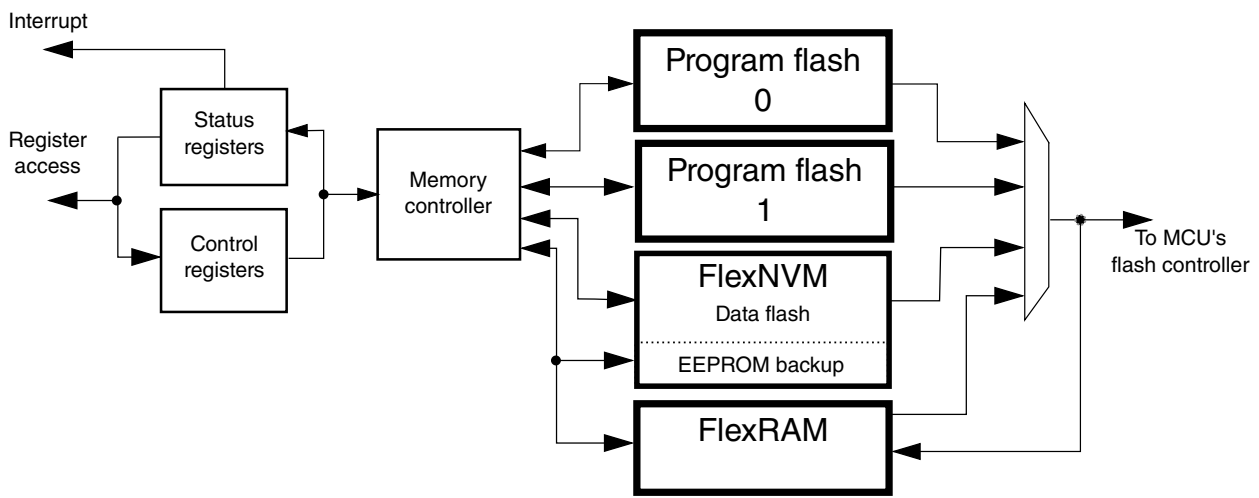 Interrupt
Register
access
Status
registers
Control
registers
Memory
controller
Program flash
0
Program flash
1
FlexNVM
Data flash
EEPROM backup
FlexRAM
To MCU's
flash controller